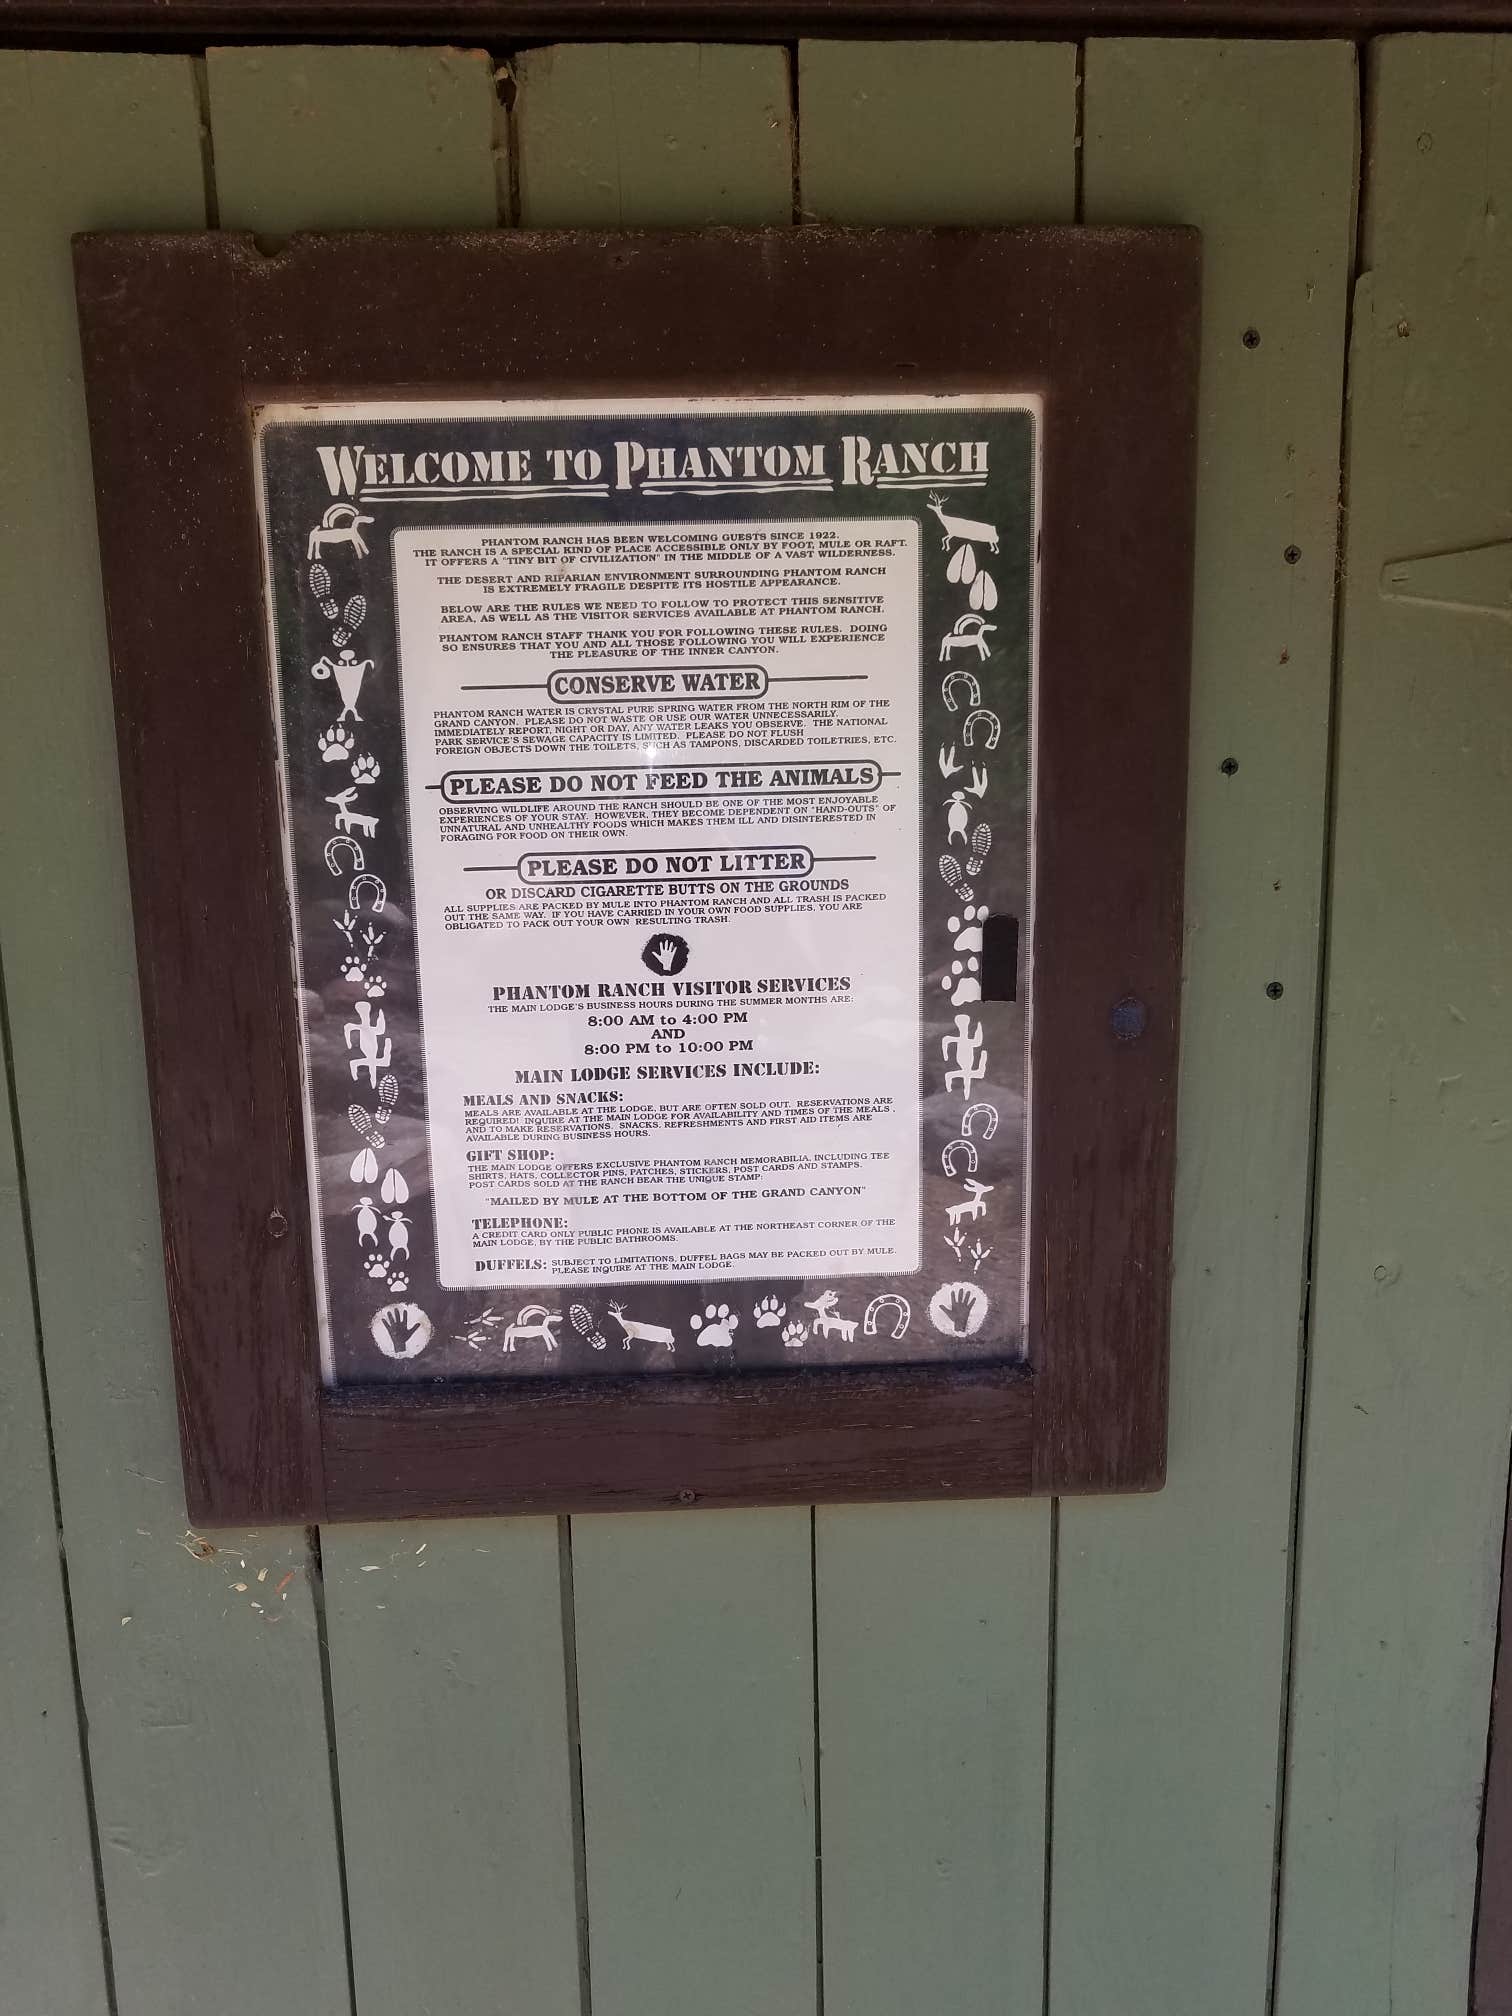 WELCOME TO PHANTOM RANCH
PHANTOM RANCH HAS BEEN WELCOMING GUESTS SINCE 1922.
THE RANCH IS A SPECIAL KIND OF PLACE ACCESSIBLE ONLY BY FOOT, MULE OR RAFT.
IT OFFERS A "TINY BIT OF CIVILIZATION" IN THE MIDDLE OF A VAST WILDERNESS.
THE DESERT AND RIPARIAN ENVIRONMENT SURROUNDING PHANTOM RANCH
IS EXTREMELY FRAGILE DESPITE ITS HOSTILE APPEARANCE.
BELOW ARE THE RULES WE NEED TO FOLLOW TO PROTECT THIS SENSITIVE
AREA, AS WELL AS THE VISITOR SERVICES AVAILABLE AT PHANTOM RANCH.
PHANTOM RANCH STAFF THANK YOU FOR FOLLOWING THESE RULES. DOING
SO ENSURES THAT YOU AND ALL THOSE FOLLOWING YOU WILL EXPERIENCE
THE PLEASURE OF THE INNER CANYON.
CONSERVE WATER
PHANTOM RANCH WATER IS CRYSTAL PURE SPRING WATER FROM THE NORTH RIM OF THE
GRAND CANYON. PLEASE DO NOT WASTE OR USE OUR WATER UNNECESSARILY.
IMMEDIATELY REPORT, NIGHT OR DAY, ANY WATER LEAKS YOU OBSERVE. THE NATIONAL
PARK SERVICE'S SEWAGE CAPACITY IS LIMITED. PLEASE DO NOT FLUSH
FOREIGN OBJECTS DOWN THE TOILETS, SUCH AS TAMPONS, DISCARDED TOILETRIES, ETC.
PLEASE DO NOT FEED THE ANIMALS
OBSERVING WILDLIFE AROUND THE RANCH SHOULD BE ONE OF THE MOST ENJOYABLE
EXPERIENCES OF YOUR STAY. HOWEVER, THEY BECOME DEPENDENT ON "HAND-OUTS" OF
UNNATURAL AND UNHEALTHY FOODS WHICH MAKES THEM ILL AND DISINTERESTED IN
FORAGING FOR FOOD ON THEIR OWN.
PLEASE DO NOT LITTER
OR DISCARD CIGARETTE BUTTS ON THE GROUNDS
ALL SUPPLIES ARE PACKED BY MULE INTO PHANTOM RANCH AND ALL TRASH IS PACKED
OUT THE SAME WAY. IF YOU HAVE CARRIED IN YOUR OWN FOOD SUPPLIES, YOU ARE
OBLIGATED TO PACK OUT YOUR OWN RESULTING TRASH.
PHANTOM RANCH VISITOR SERVICES
THE MAIN LODGE'S BUSINESS HOURS DURING THE SUMMER MONTHS ARE:
8:00 AM to 4:00 PM
AND
8:00 PM to 10:00 PM
MAIN LODGE SERVICES INCLUDE:
MEALS AND SNACKS:
MEALS ARE AVAILABLE AT THE LODGE, BUT ARE OFTEN SOLD OUT. RESERVATIONS ARE
REQUIRED! INQUIRE AT THE MAIN LODGE FOR AVAILABILITY AND TIMES OF THE MEALS ,
AND TO MAKE RESERVATIONS. SNACKS, REFRESHMENTS AND FIRST AID ITEMS ARE
AVAILABLE DURING BUSINESS HOURS.
GIFT SHOP:
THE MAIN LODGE OFFERS EXCLUSIVE PHANTOM RANCH MEMORABILIA, INCLUDING TEE
SHIRTS, HATS, COLLECTOR PINS, PATCHES, STICKERS, POST CARDS AND STAMPS.
POST CARDS SOLD AT THE RANCH BEAR THE UNIQUE STAMP:
"MAILED BY MULE AT THE BOTTOM OF THE GRAND CANYON"
TELEPHONE:
A CREDIT CARD ONLY PUBLIC PHONE IS AVAILABLE AT THE NORTHEAST CORNER OF THE
MAIN LODGE, BY THE PUBLIC BATHROOMS.
DUFFELS: SUBJECT TO LIMITATIONS, DUFFEL BAGS MAY BE PACKED OUT BY MULE.
PLEASE INQUIRE AT THE MAIN LODGE.